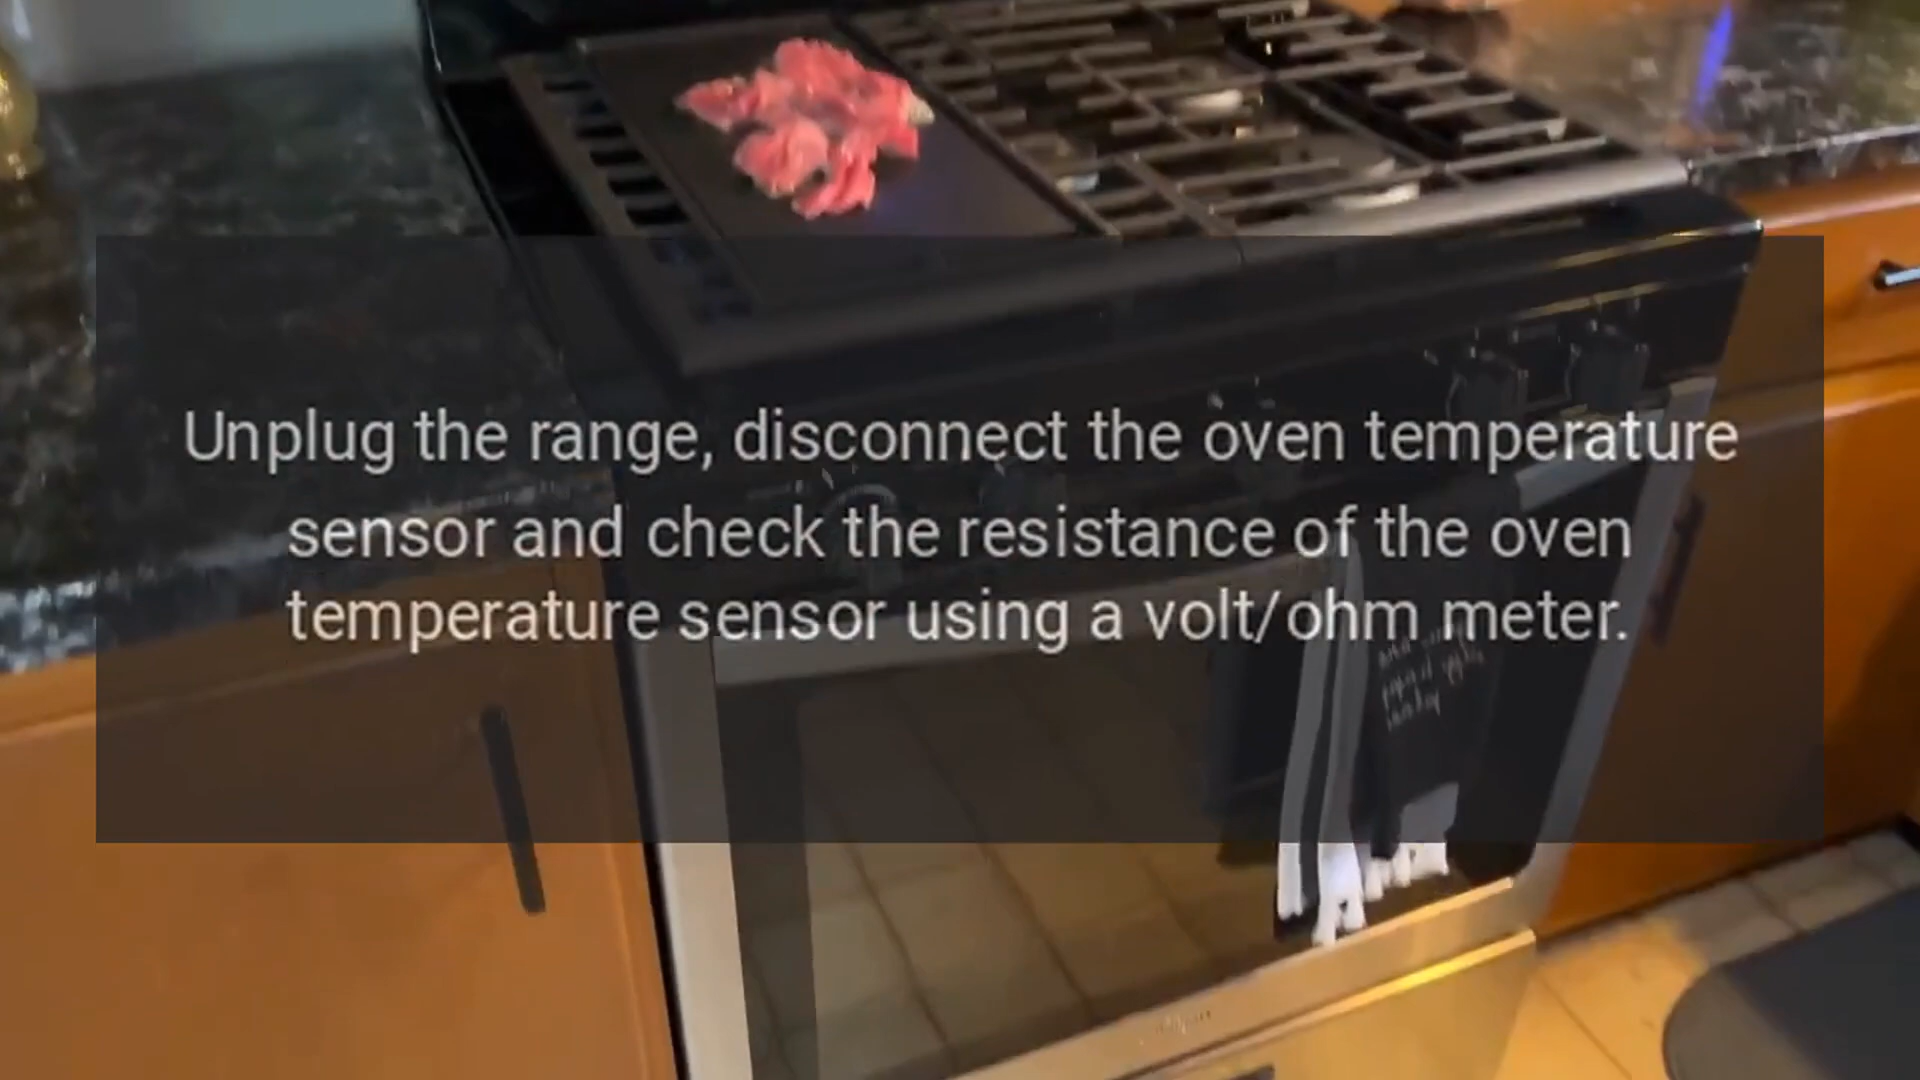 Unplug the range, disconnect the oven temperature
sensor and check the resistance of the oven
temperature sensor using a volt/ohm meter.